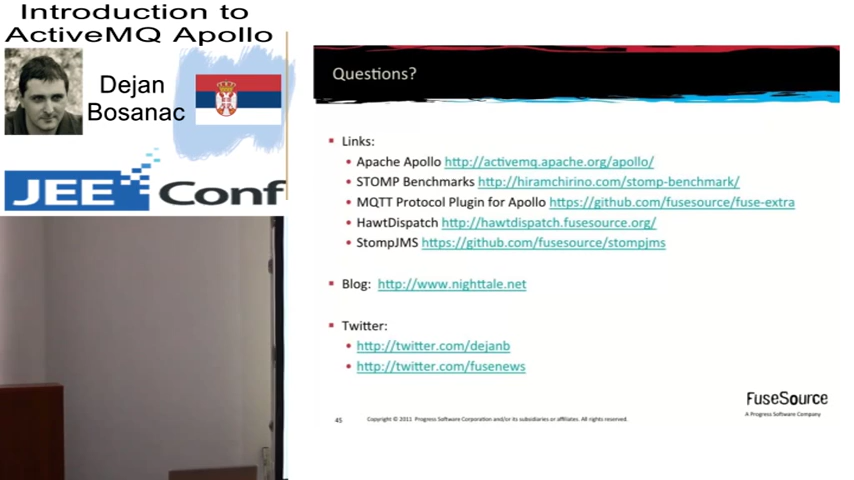 Introduction to
ActiveMQ Apollo
Dejan
Bosanac
JEE Conf
Questions?
▪ Links:
• Apache Apollo http://activemq.apache.org/apollo/
• STOMP Benchmarks http://hiramchirino.com/stomp-benchmark/
• MQTT Protocol Plugin for Apollo https://github.com/fusesource/fuse-extra
• HawtDispatch http://hawtdispatch.fusesource.org/
• StompJMS https://github.com/fusesource/stompjms
▪ Blog: http://www.nighttale.net
▪ Twitter:
• http://twitter.com/dejanb
• http://twitter.com/fusenews
FuseSource
A Progress Software Company
45 Copyright © 2011 Progress Software Corporation and/or its subsidiaries or affiliates. All rights reserved.